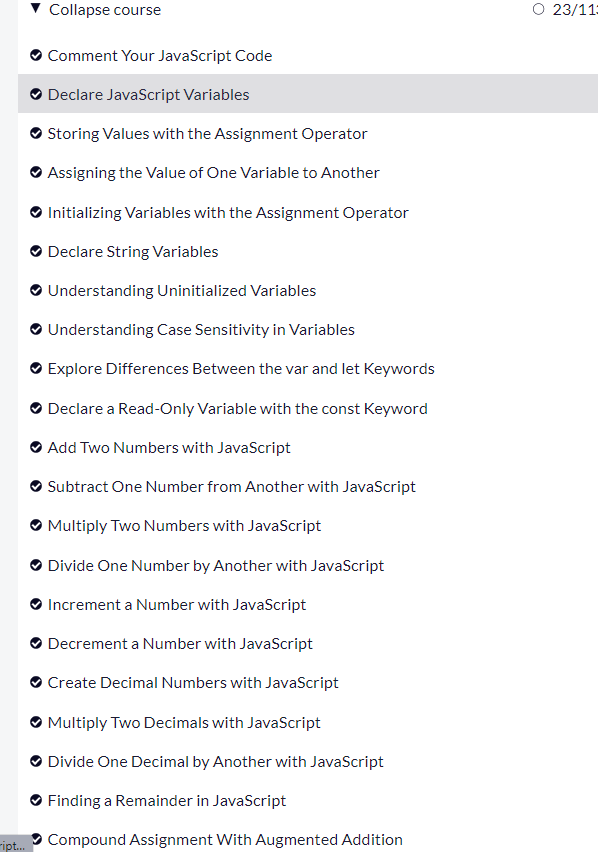 Collapse course
23/113
Comment Your JavaScript Code
Declare JavaScript Variables
Storing Values with the Assignment Operator
Assigning the Value of One Variable to Another
Initializing Variables with the Assignment Operator
Declare String Variables
Understanding Uninitialized Variables
Understanding Case Sensitivity in Variables
Explore Differences Between the var and let Keywords
Declare a Read-Only Variable with the const Keyword
Add Two Numbers with JavaScript
Subtract One Number from Another with JavaScript
Multiply Two Numbers with JavaScript
Divide One Number by Another with JavaScript
Increment a Number with JavaScript
Decrement a Number with JavaScript
Create Decimal Numbers with JavaScript
Multiply Two Decimals with JavaScript
Divide One Decimal by Another with JavaScript
Finding a Remainder in JavaScript
ript...
Compound Assignment With Augmented Addition